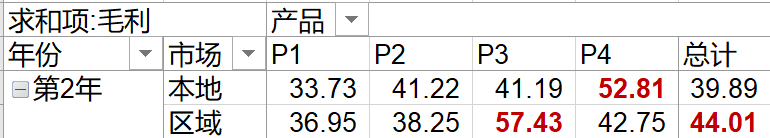 求和项:毛利 产品
年份 市场 P1 P2 P3 P4 总计
第2年 本地 33.73 41.22 41.19 52.81 39.89
区域 36.95 38.25 57.43 42.75 44.01